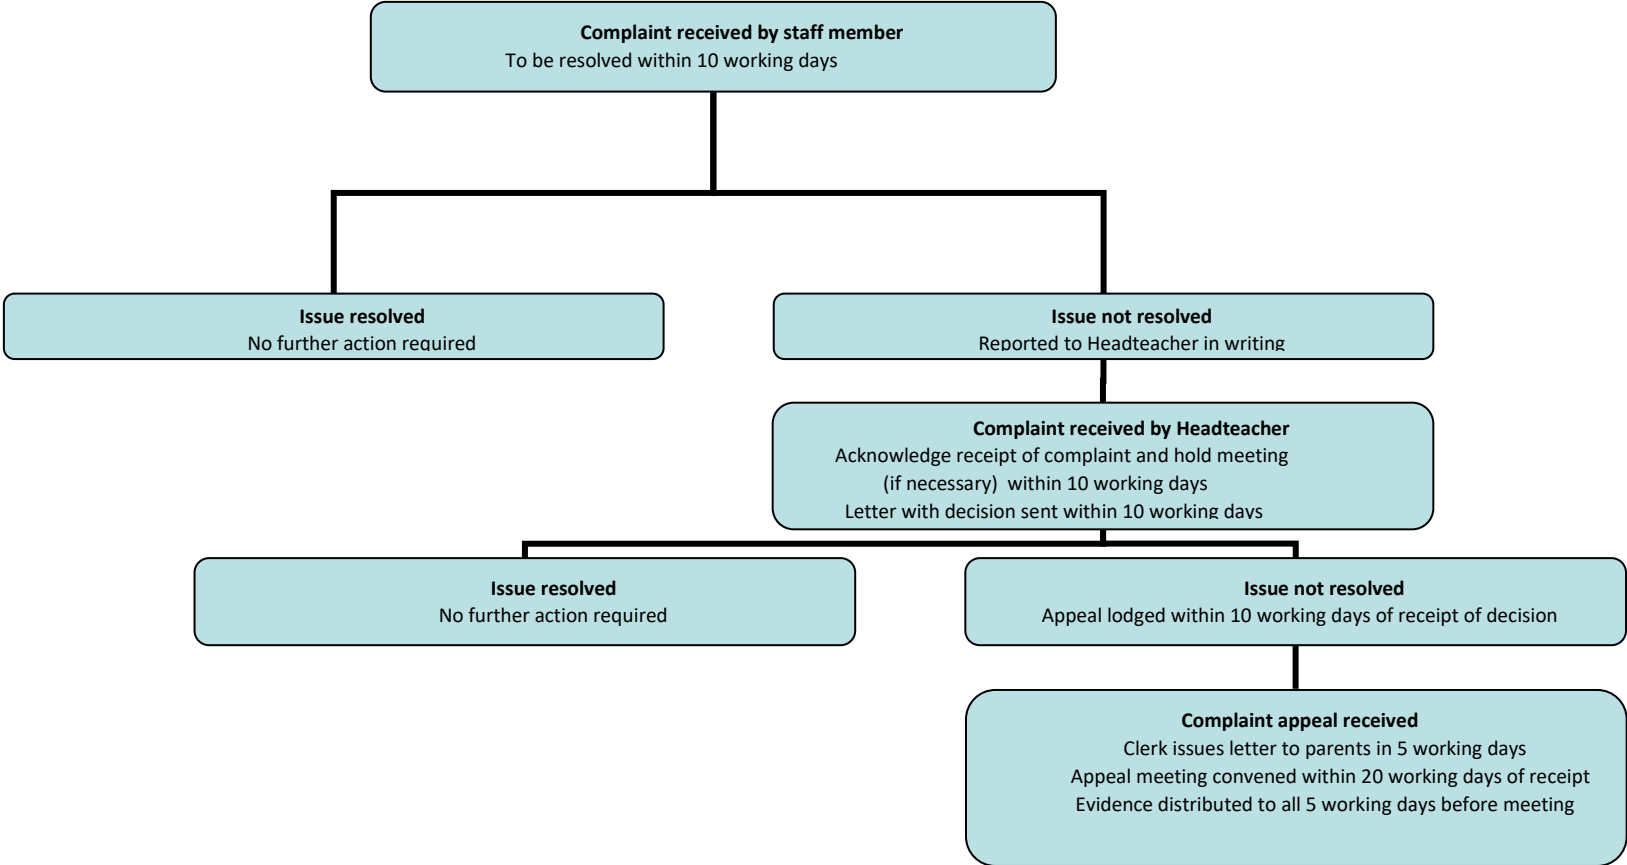 Complaint received by staff member
To be resolved within 10 working days
Issue resolved
No further action required
Issue not resolved
Reported to Headteacher in writing
Complaint received by Headteacher
Acknowledge receipt of complaint and hold meeting
(if necessary) within 10 working days
Letter with decision sent within 10 working days
Issue resolved
No further action required
Issue not resolved
Appeal lodged within 10 working days of receipt of decision
Complaint appeal received
Clerk issues letter to parents in 5 working days
Appeal meeting convened within 20 working days of receipt
Evidence distributed to all 5 working days before meeting